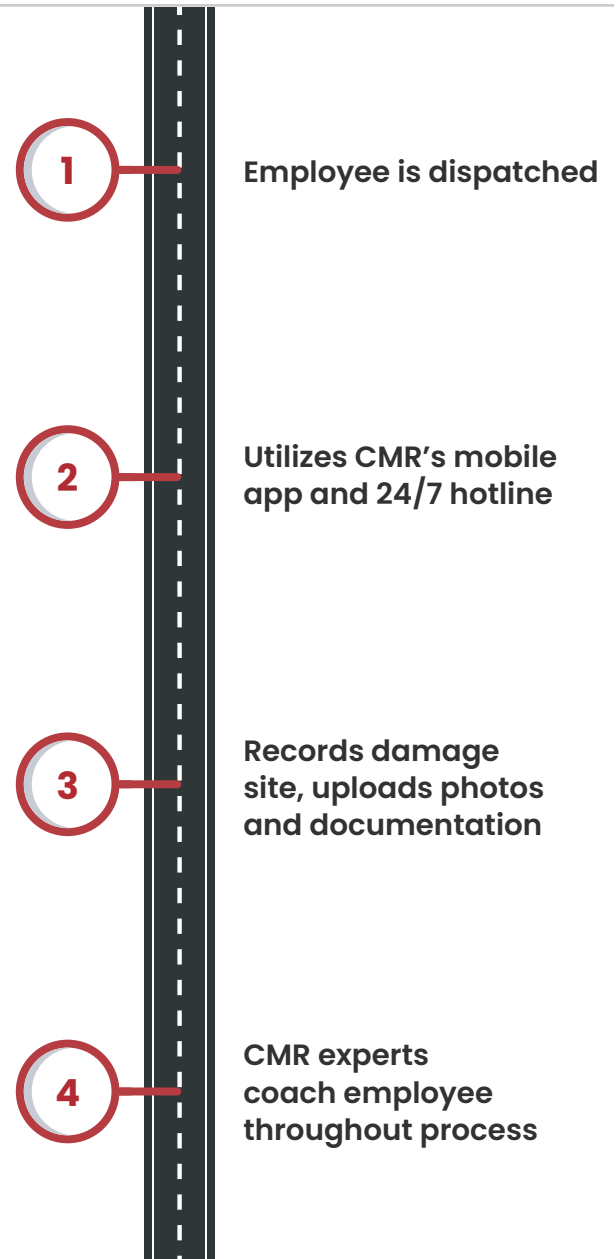 1
Employee is dispatched
2
Utilizes CMR’s mobile
app and 24/7 hotline
3
Records damage
site, uploads photos
and documentation
4
CMR experts
coach employee
throughout process